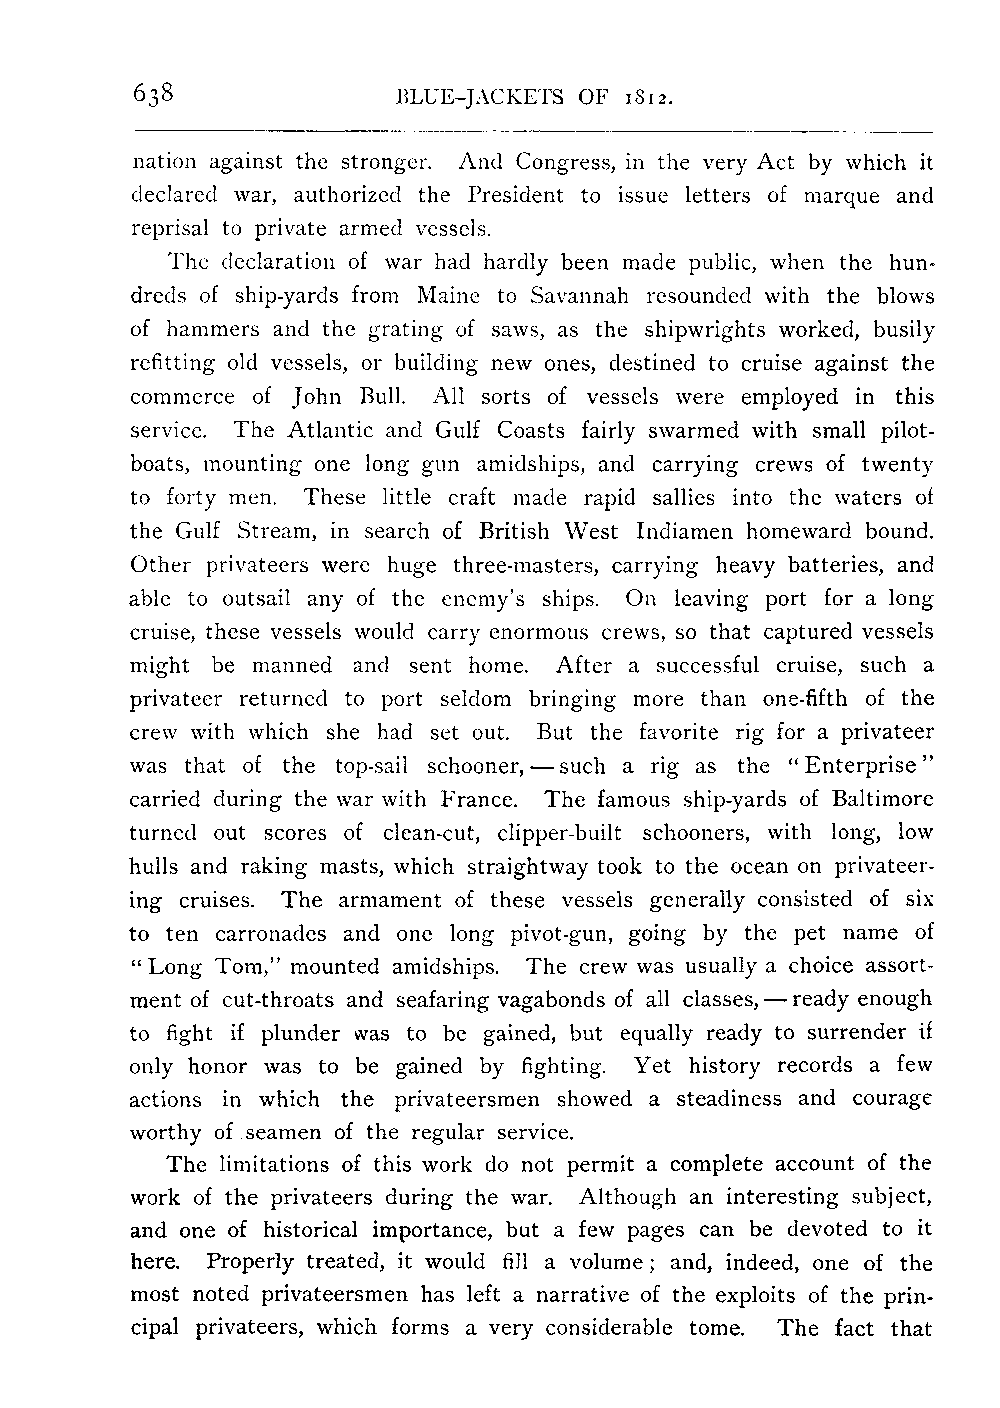 638 BLUE-JACKETS OF 1812.
nation against the stronger. And Congress, in the very Act by which it
declared war, authorized the President to issue letters of marque and
reprisal to private armed vessels.
The declaration of war had hardly been made public, when the hun-
dreds of ship-yards from Maine to Savannah resounded with the blows
of hammers and the grating of saws, as the shipwrights worked, busily
refitting old vessels, or building new ones, destined to cruise against the
commerce of John Bull. All sorts of vessels were employed in this
service. The Atlantic and Gulf Coasts fairly swarmed with small pilot-
boats, mounting one long gun amidships, and carrying crews of twenty
to forty men. These little craft made rapid sallies into the waters of
the Gulf Stream, in search of British West Indiamen homeward bound.
Other privateers were huge three-masters, carrying heavy batteries, and
able to outsail any of the enemy's ships. On leaving port for a long
cruise, these vessels would carry enormous crews, so that captured vessels
might be manned and sent home. After a successful cruise, such a
privateer returned to port seldom bringing more than one-fifth of the
crew with which she had set out. But the favorite rig for a privateer
was that of the top-sail schooner,—such a rig as the "Enterprise"
carried during the war with France. The famous ship-yards of Baltimore
turned out scores of clean-cut, clipper-built schooners, with long, low
hulls and raking masts, which straightway took to the ocean on privateer-
ing cruises. The armament of these vessels generally consisted of six
to ten carronades and one long pivot-gun, going by the pet name of
"Long Tom," mounted amidships. The crew was usually a choice assort-
ment of cut-throats and seafaring vagabonds of all classes,—ready enough
to fight if plunder was to be gained, but equally ready to surrender if
only honor was to be gained by fighting. Yet history records a few
actions in which the privateersmen showed a steadiness and courage
worthy of seamen of the regular service.
The limitations of this work do not permit a complete account of the
work of the privateers during the war. Although an interesting subject,
and one of historical importance, but a few pages can be devoted to it
here. Properly treated, it would fill a volume; and, indeed, one of the
most noted privateersmen has left a narrative of the exploits of the prin-
cipal privateers, which forms a very considerable tome. The fact that